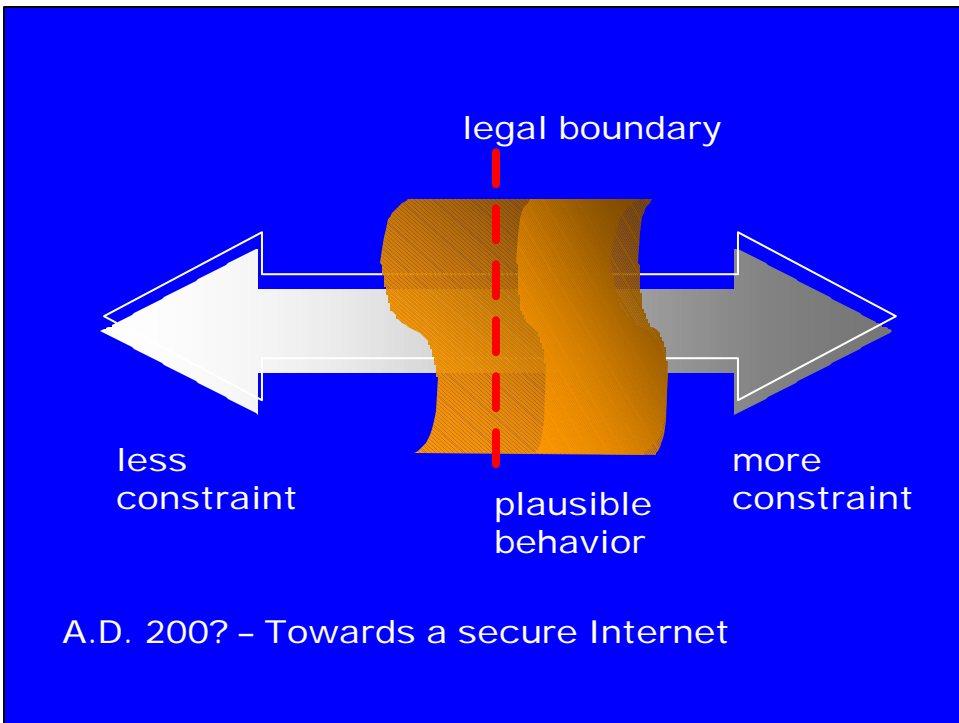 legal boundary
less
constraint
more
constraint
plausible
behavior
A.D. 200? – Towards a secure Internet